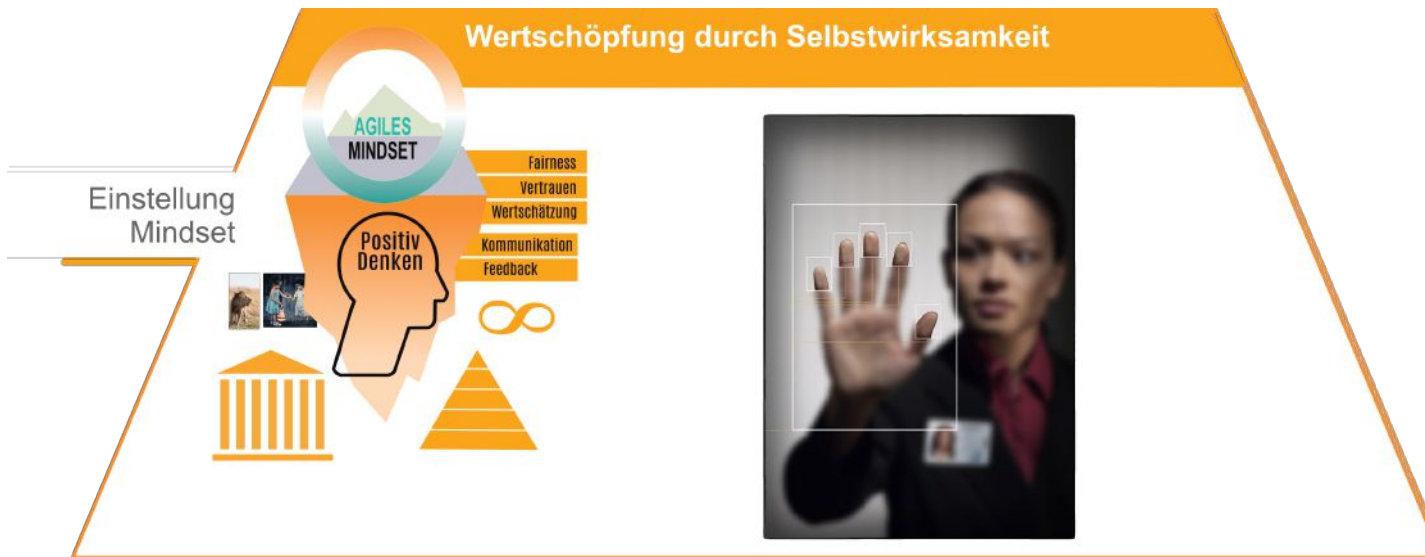 Wertschöpfung durch Selbstwirksamkeit
AGILES
MINDSET
Fairness
Vertrauen
Wertschätzung
Einstellung
Mindset
Positiv
Denken
Kommunikation
Feedback